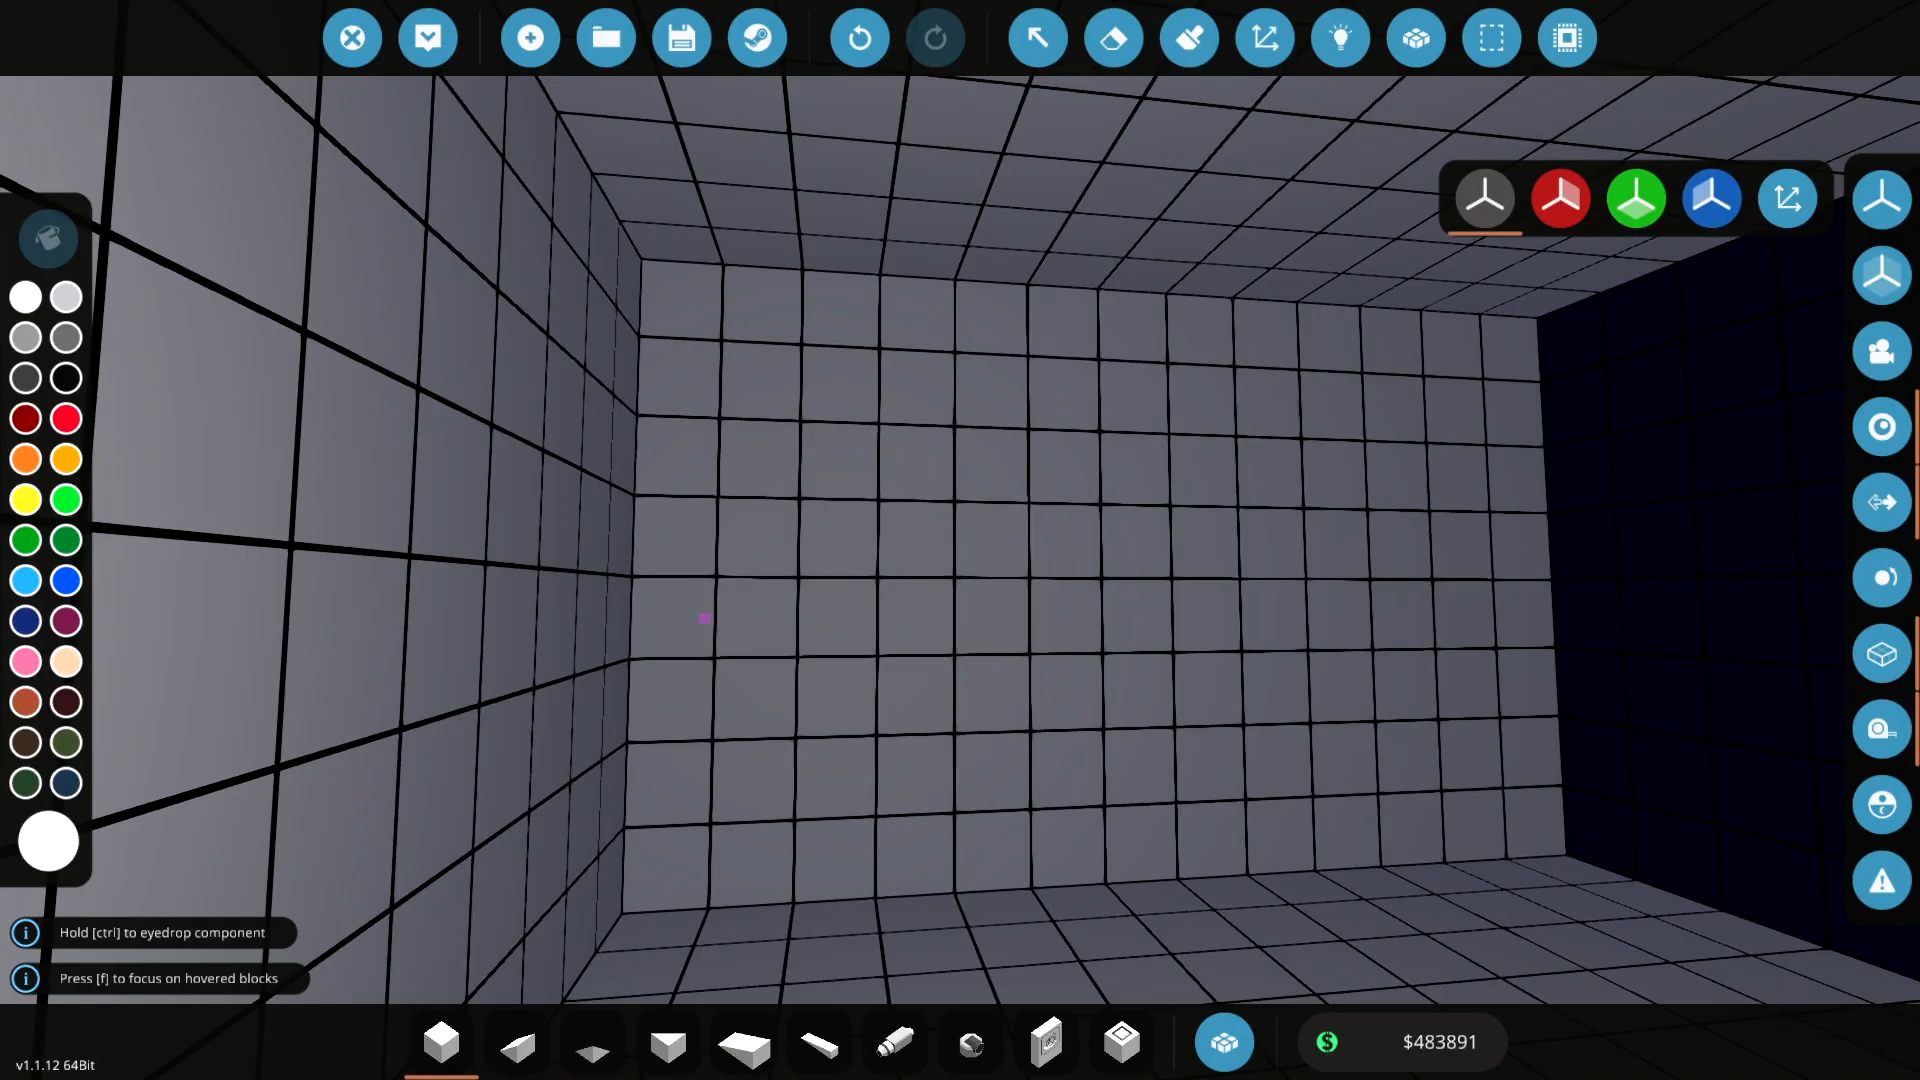 Hold [ctrl] to eyedrop component
Press [f] to focus on hovered blocks
$ $483891
v1.1.12 64Bit